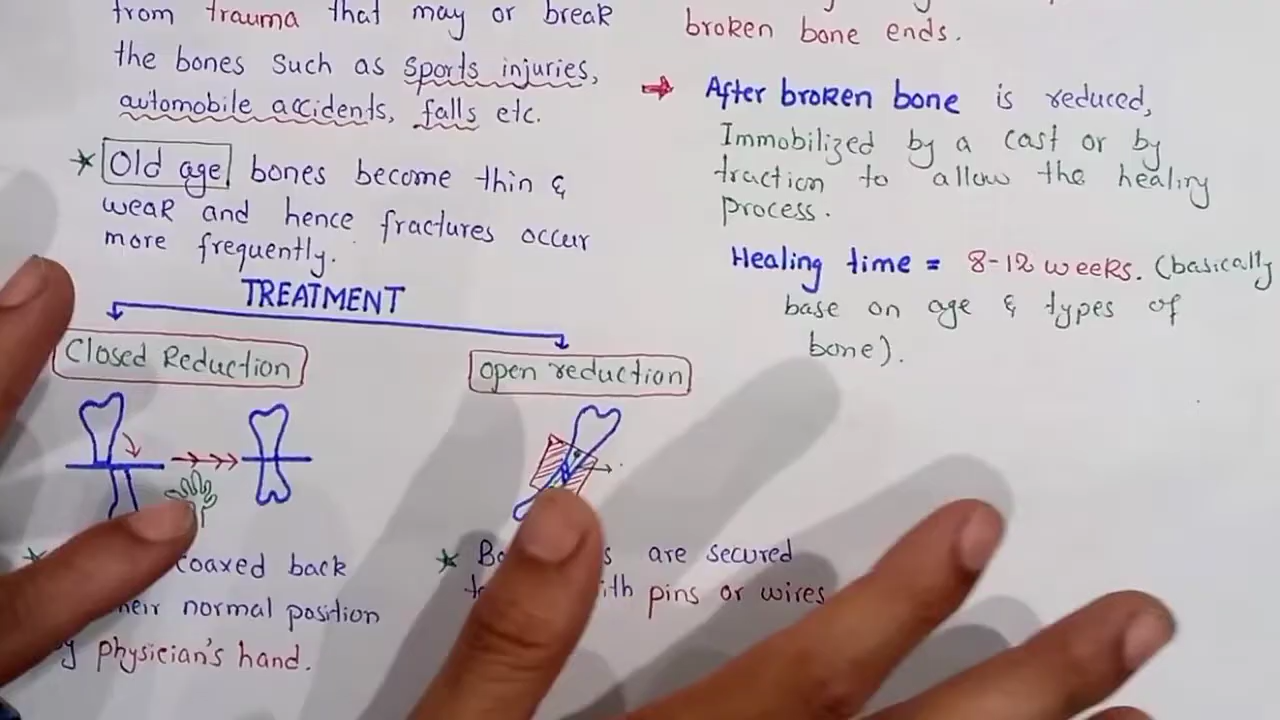 from trauma that may or break
the bones such as sports injuries,
automobile accidents, falls etc.
Old age bones become thin &
wear and hence fractures occur
more frequently.
TREATMENT
Closed Reduction
coaxed back
their normal position
physician's hand.
open reduction
are secured
with pins or wires
broken bone ends.
After broken bone is reduced,
Immobilized by a cast or by
traction to allow the healing
process.
Healing time = 8-12 weeks. (basically
base on age & types of
bone).